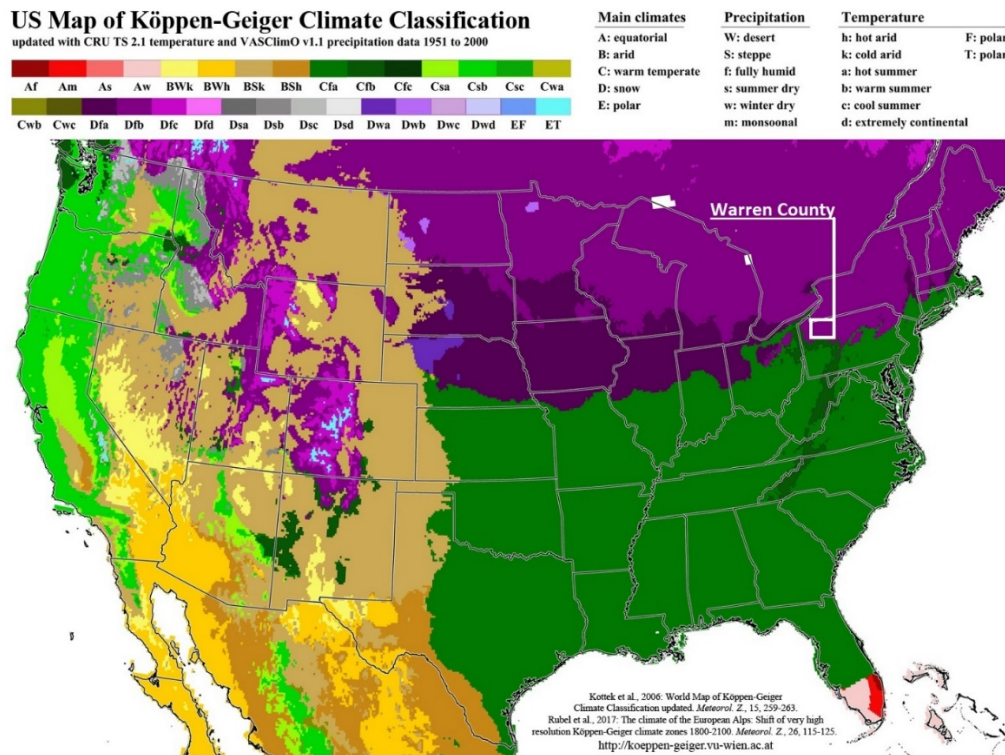 US Map of Köppen-Geiger Climate Classification
updated with CRU TS 2.1 temperature and VASClimO v1.1 precipitation data 1951 to 2000
Af Am As Aw BWk BWh BSk BSh Cfa Cfb Cfc Csa Csb Csc Cwa
Cwb Cwc Dfa Dfb Dfc Dfd Dsa Dsb Dsc Dsd Dwa Dwb Dwc Dwd EF ET
Main climates
A: equatorial
B: arid
C: warm temperate
D: snow
E: polar
Precipitation
W: desert
S: steppe
f: fully humid
s: summer dry
w: winter dry
m: monsoonal
Temperature
h: hot arid F: polar
k: cold arid T: polar
a: hot summer
b: warm summer
c: cool summer
d: extremely continental
Warren County
Kottek et al., 2006: World Map of Köppen-Geiger
Climate Classification updated. Meteorol. Z., 15, 259-263.
Rubel et al., 2017: The climate of the European Alps: Shift of very high
resolution Köppen-Geiger climate zones 1800-2100. Meteorol. Z., 26, 115-125.
http://koeppen-geiger.vu-wien.ac.at